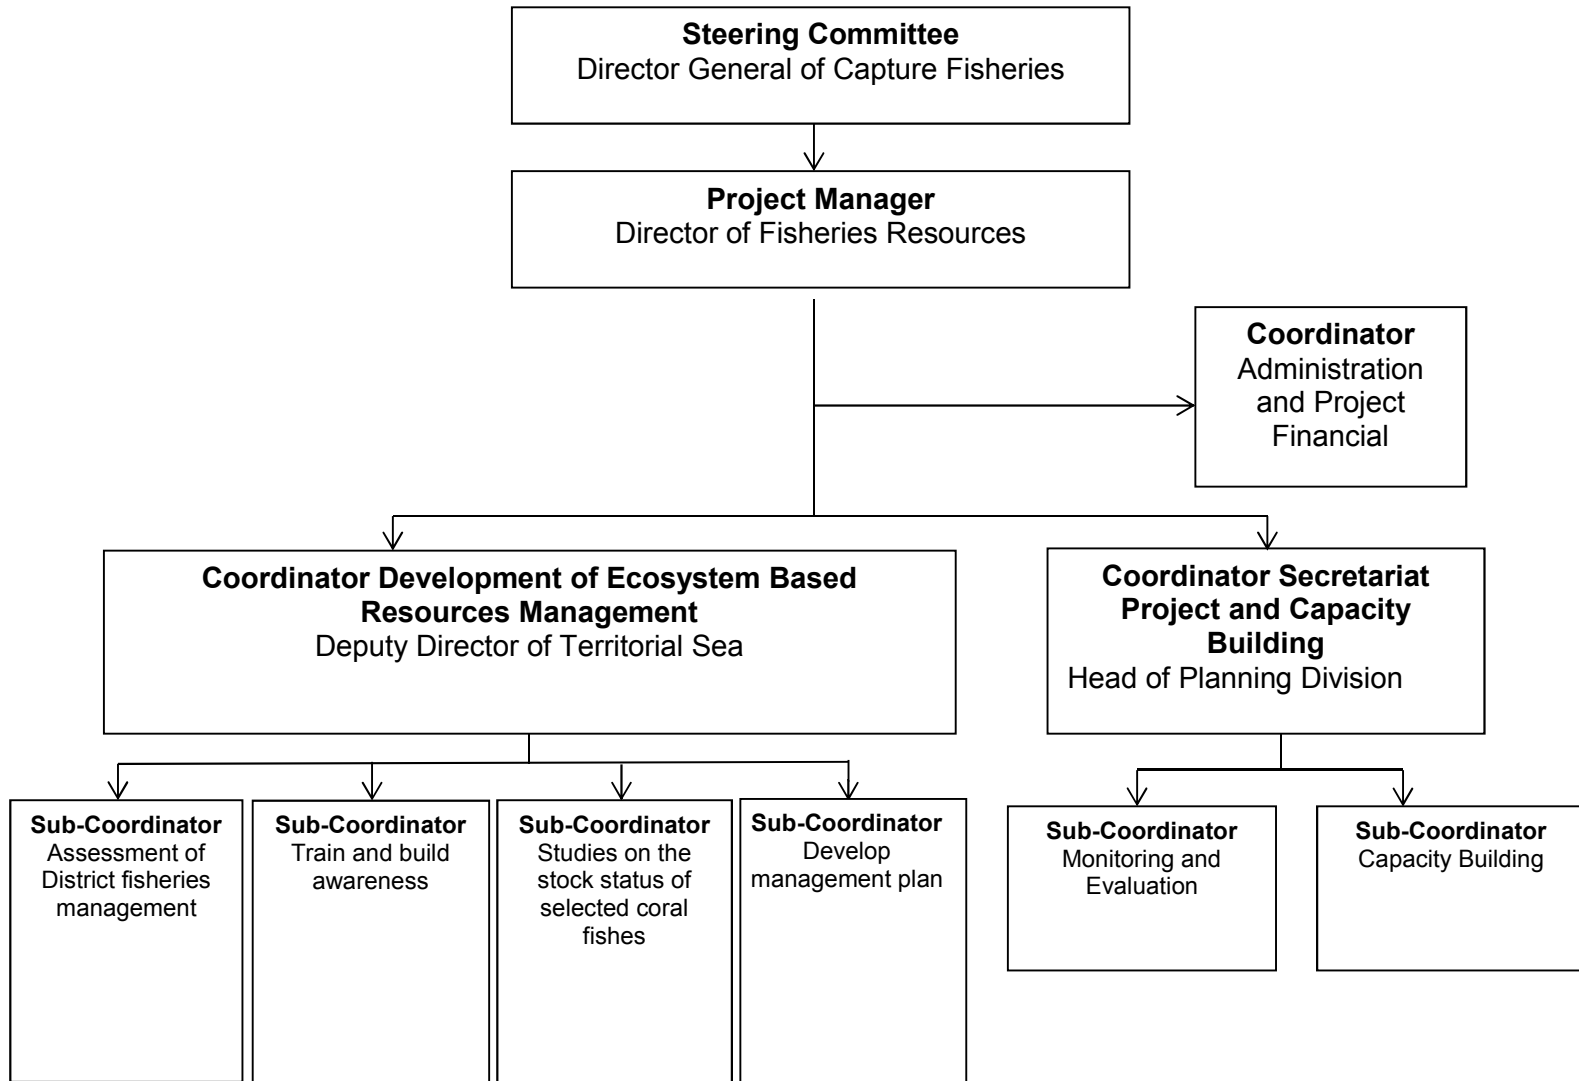 Steering Committee
Director General of Capture Fisheries
Project Manager
Director of Fisheries Resources
Coordinator
Administration
and Project
Financial
Coordinator Development of Ecosystem Based
Resources Management
Deputy Director of Territorial Sea
Coordinator Secretariat
Project and Capacity
Building
Head of Planning Division
Sub-Coordinator
Assessment of
District fisheries
management
Sub-Coordinator
Train and build
awareness
Sub-Coordinator
Studies on the
stock status of
selected coral
fishes
Sub-Coordinator
Develop
management plan
Sub-Coordinator
Monitoring and
Evaluation
Sub-Coordinator
Capacity Building